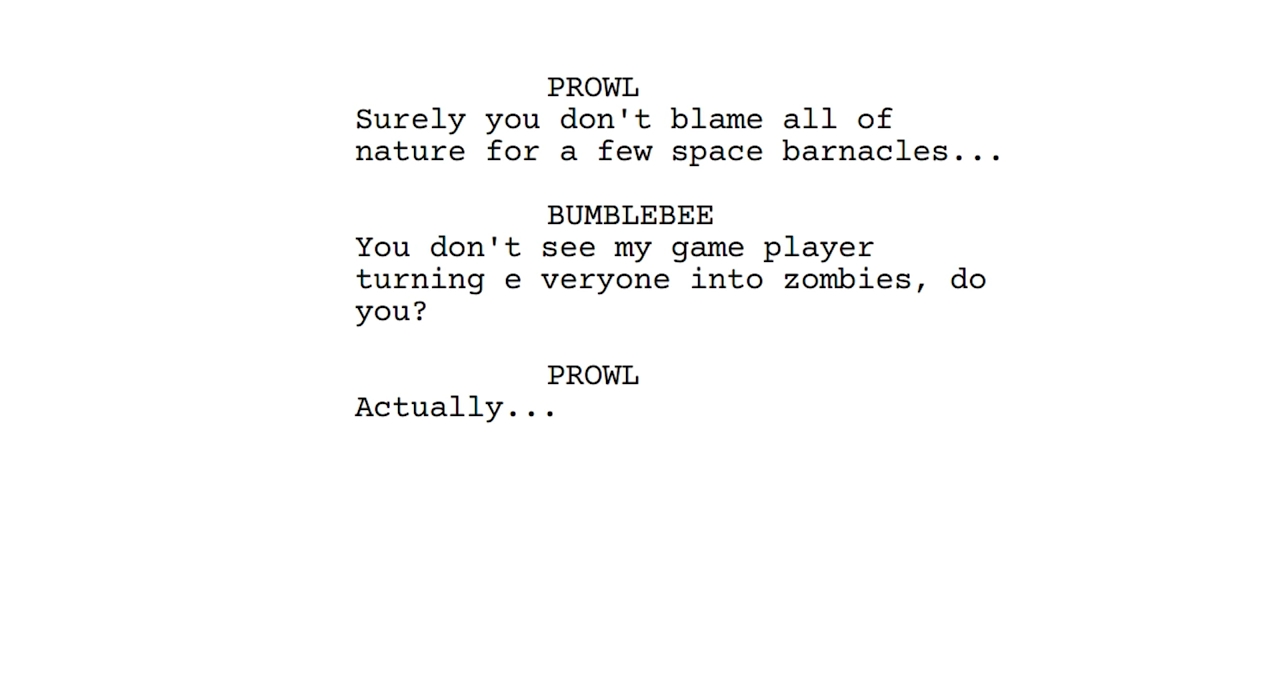 PROWL
Surely you don't blame all of
nature for a few space barnacles...
BUMBLEBEE
You don't see my game player
turning e veryone into zombies, do
you?
PROWL
Actually...